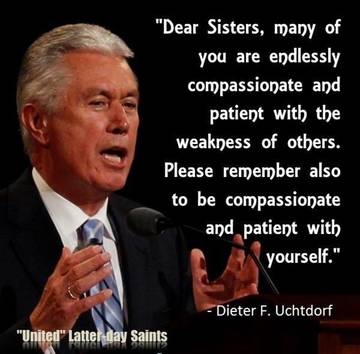 "Dear Sisters, many of
you are endlessly
compassionate and
patient with the
weakness of others.
Please remember also
to be compassionate
and patient with
yourself."
- Dieter F. Uchtdorf
"United" Latter-day Saints